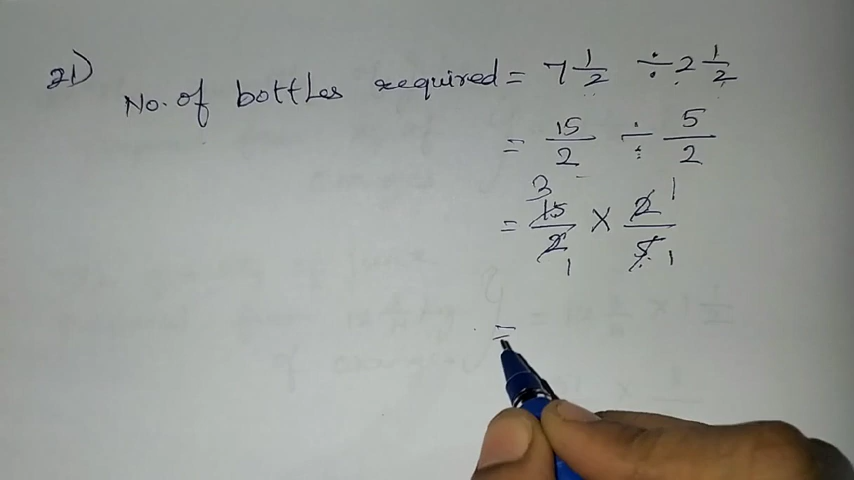 21) No. of bottles required = 7 1/2 ÷ 2 1/2
= 15/2 ÷ 5/2
3 1
= 15/2 × 2/5
1 1
=